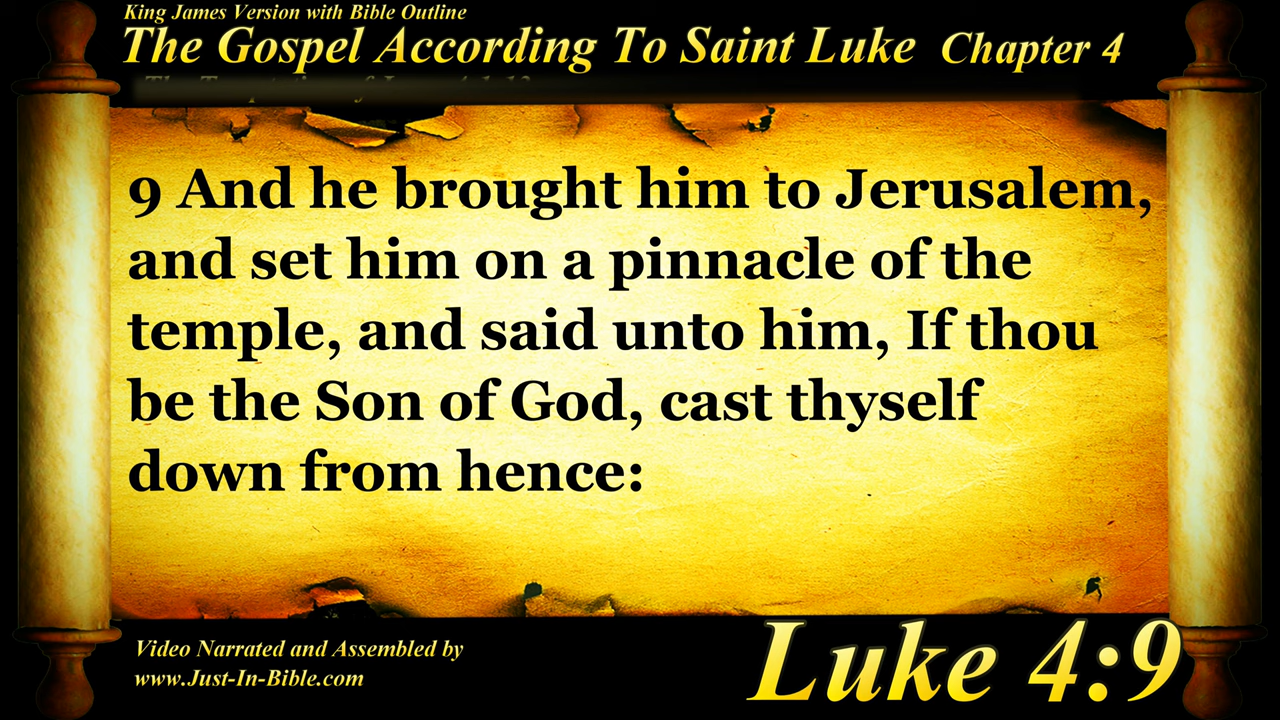 King James Version with Bible Outline
The Gospel According To Saint Luke Chapter 4
9 And he brought him to Jerusalem,
and set him on a pinnacle of the
temple, and said unto him, If thou
be the Son of God, cast thyself
down from hence:
Video Narrated and Assembled by
www.Just-In-Bible.com
Luke 4:9